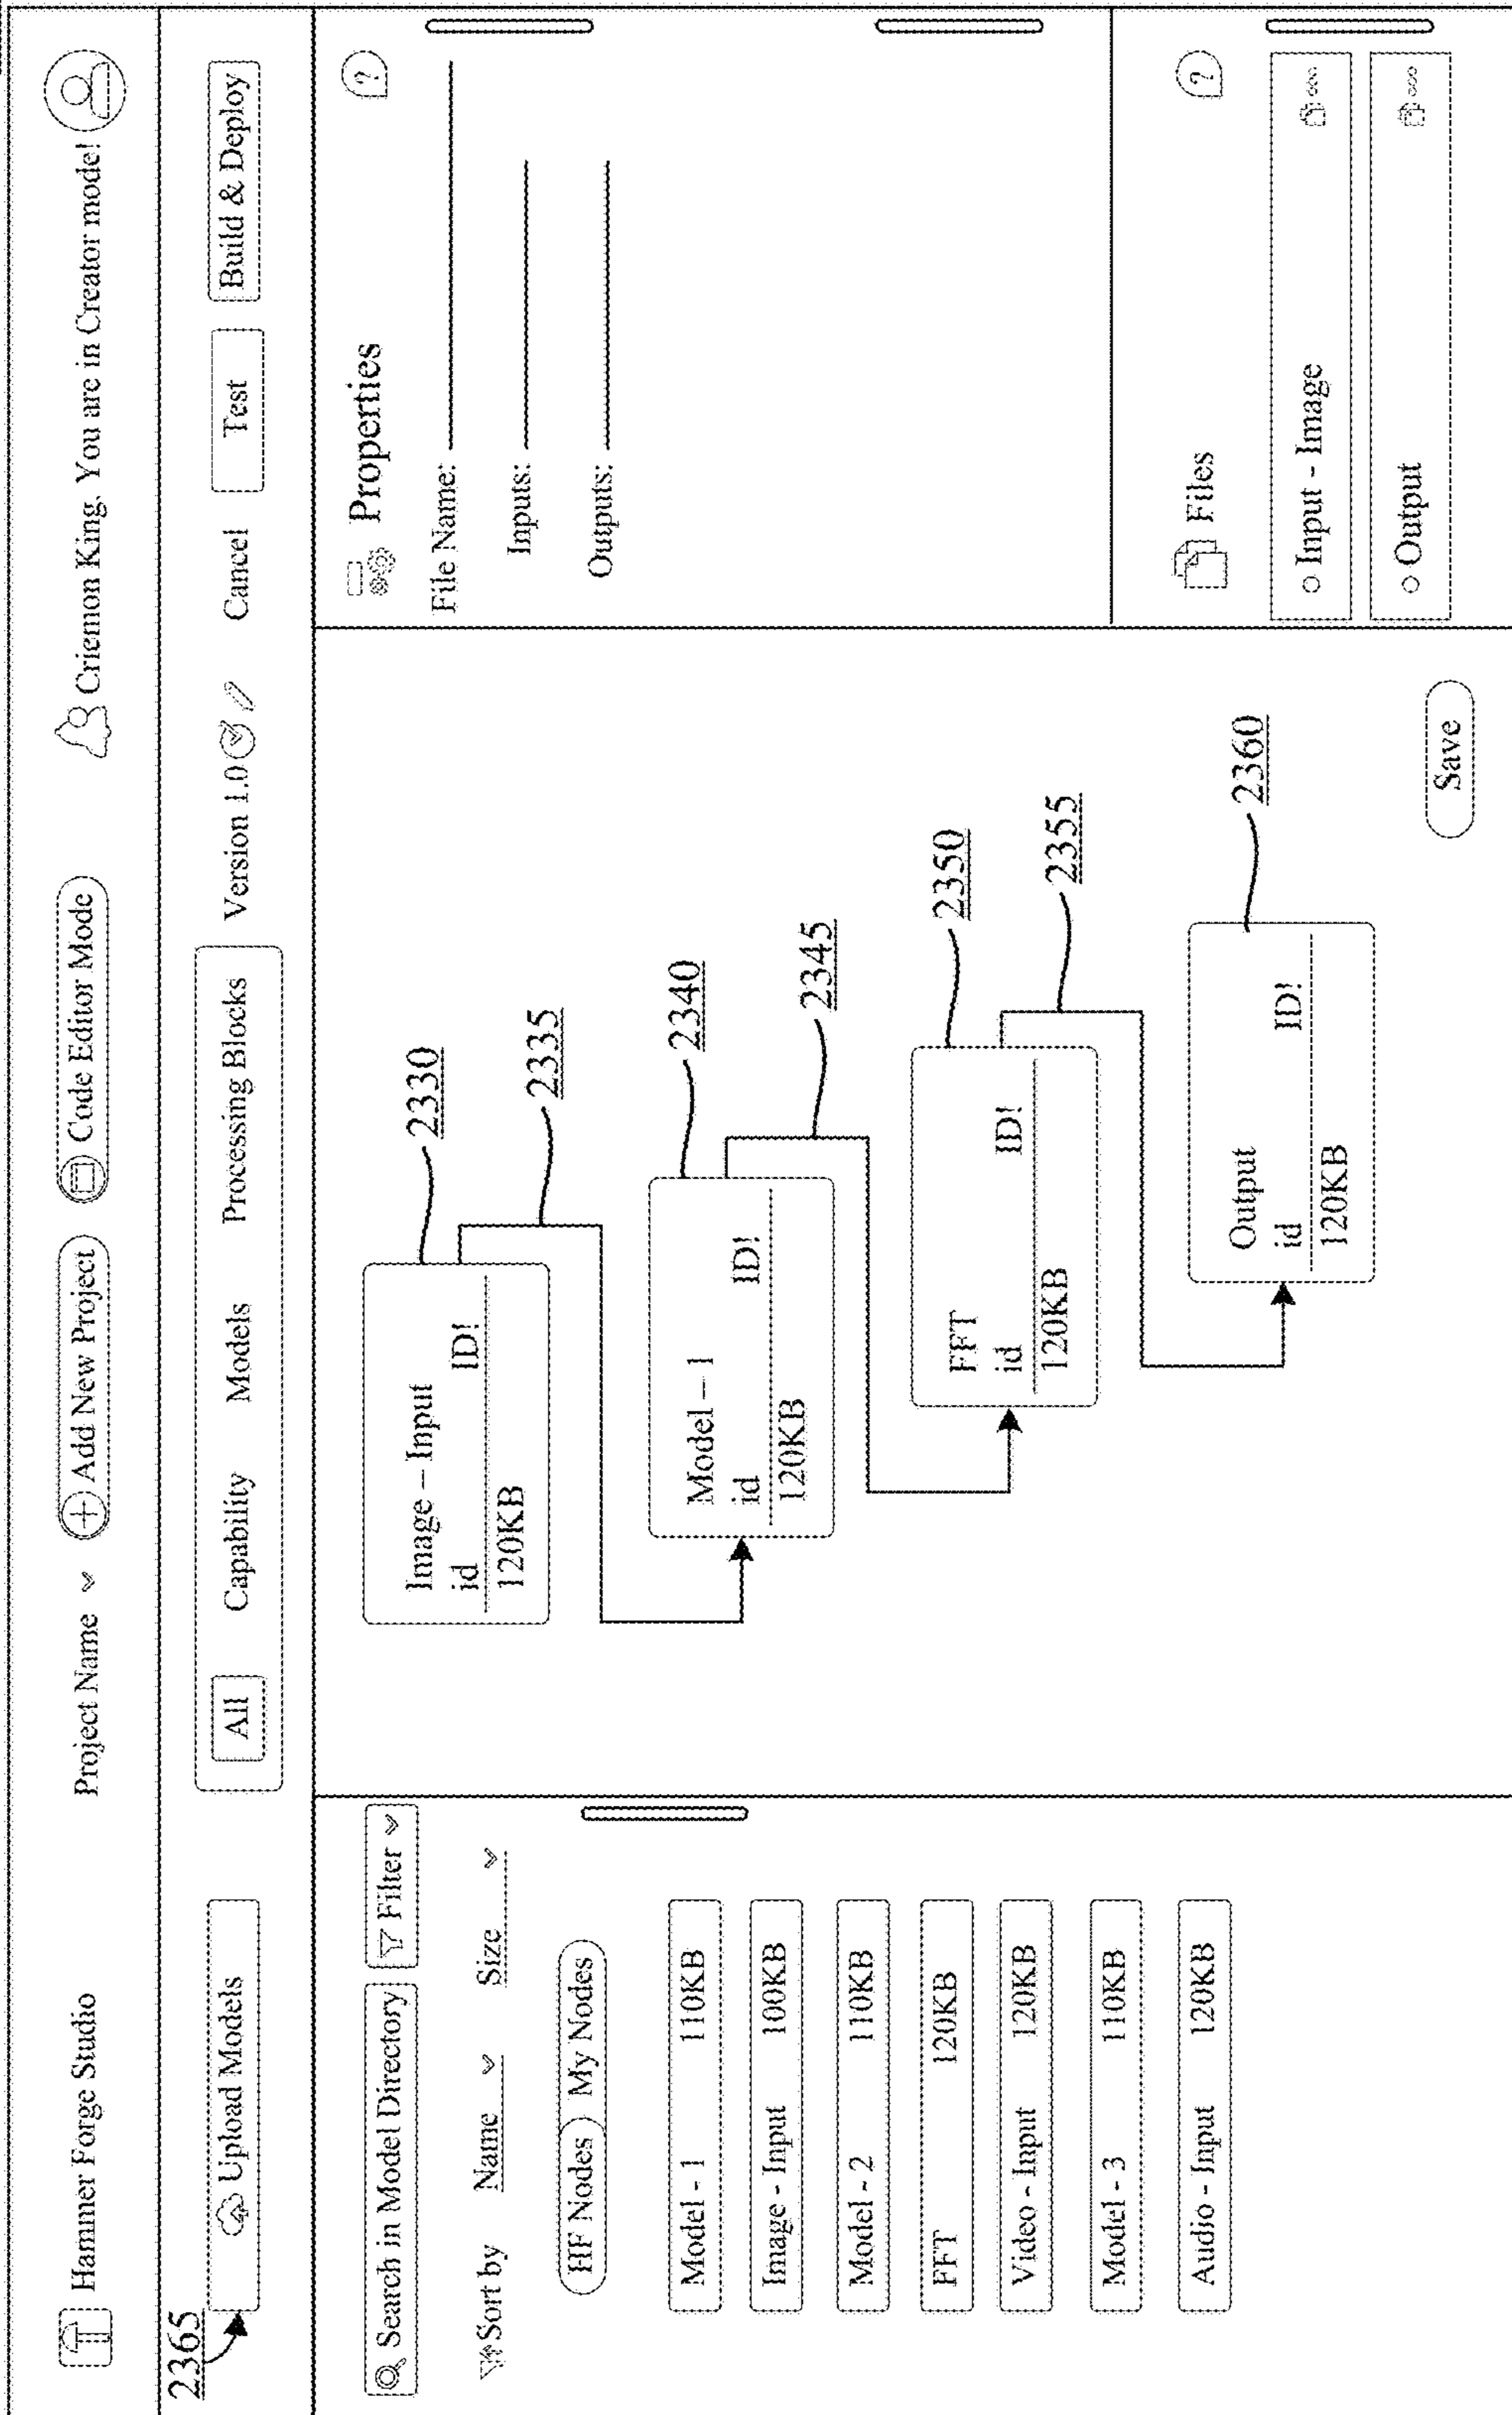 Hammer Forge Studio
Project Name
Add New Project
Code Editor Mode
Criemon King, You are in Creator mode!
2365
Upload Models
All Capability Models Processing Blocks
Version 1.0
Cancel
Test
Build & Deploy
Search in Model Directory
Filter
Sort by Name Size
HF Nodes My Nodes
Model - 1 110KB
Image - Input 100KB
Model - 2 110KB
FFT 120KB
Video - Input 120KB
Model - 3 110KB
Audio - Input 120KB
2330
Image – Input
id ID!
120KB
2335
2340
Model – 1
id ID!
120KB
2345
2350
FFT
id ID!
120KB
2355
2360
Output
id ID!
120KB
Save
Properties
?
File Name:
Inputs:
Outputs:
Files
?
Input - Image
Output